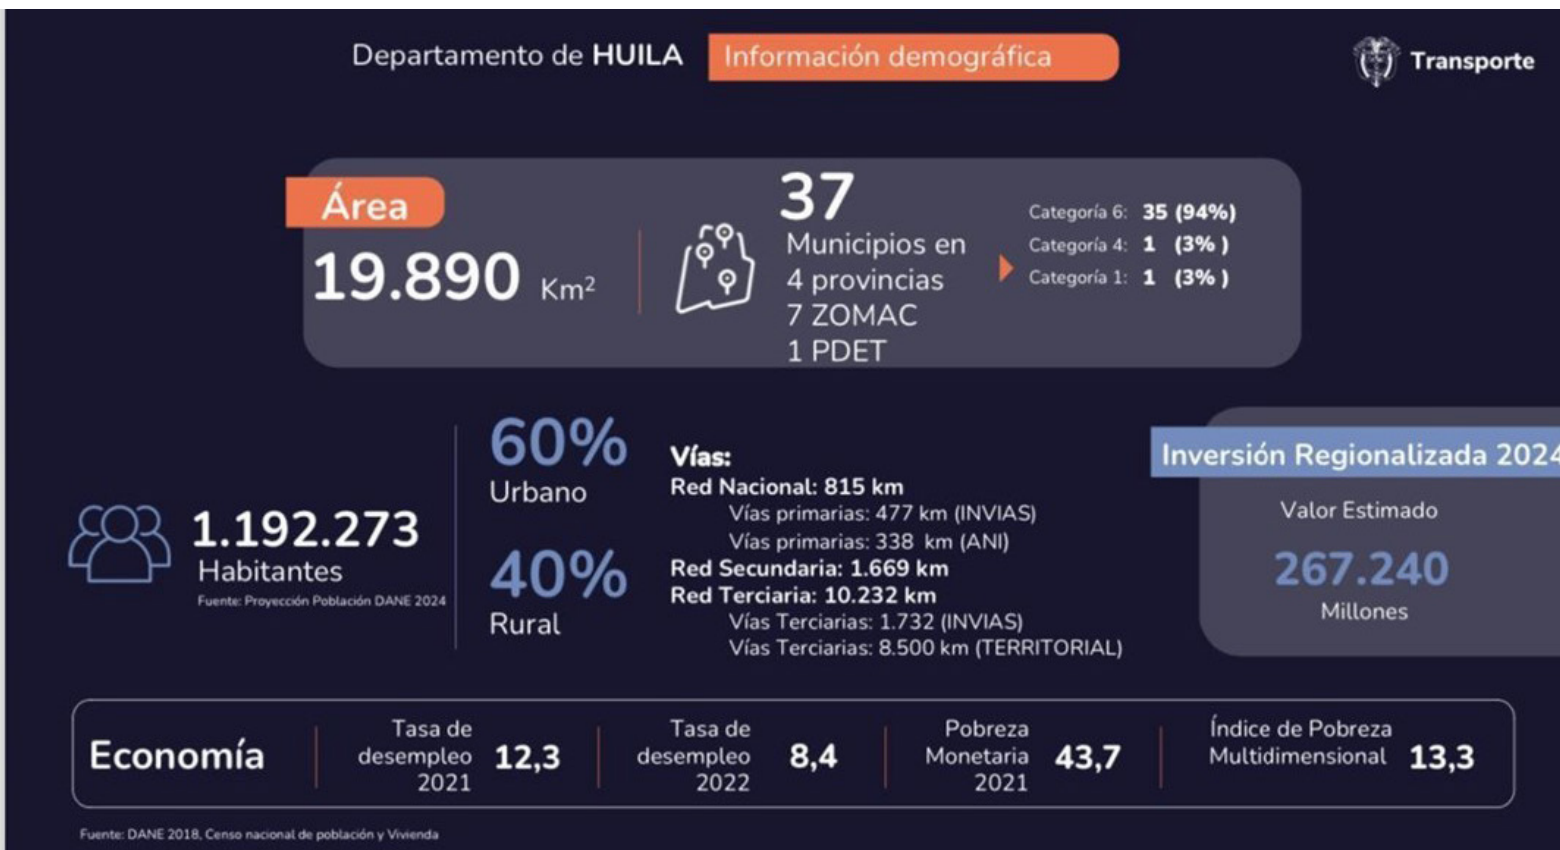 Departamento de HUILA
Información demográfica
Transporte
Área
19.890 Km²
37
Municipios en
4 provincias
7 ZOMAC
1 PDET
Categoría 6: 35 (94%)
Categoría 4: 1 (3% )
Categoría 1: 1 (3% )
1.192.273
Habitantes
Fuente: Proyección Población DANE 2024
60%
Urbano
40%
Rural
Vías:
Red Nacional: 815 km
Vías primarias: 477 km (INVIAS)
Vías primarias: 338 km (ANI)
Red Secundaria: 1.669 km
Red Terciaria: 10.232 km
Vías Terciarias: 1.732 (INVIAS)
Vías Terciarias: 8.500 km (TERRITORIAL)
Inversión Regionalizada 2024
Valor Estimado
267.240
Millones
Economía
Tasa de
desempleo
2021
12,3
Tasa de
desempleo
2022
8,4
Pobreza
Monetaria
2021
43,7
Índice de Pobreza
Multidimensional
13,3
Fuente: DANE 2018, Censo nacional de población y Vivienda